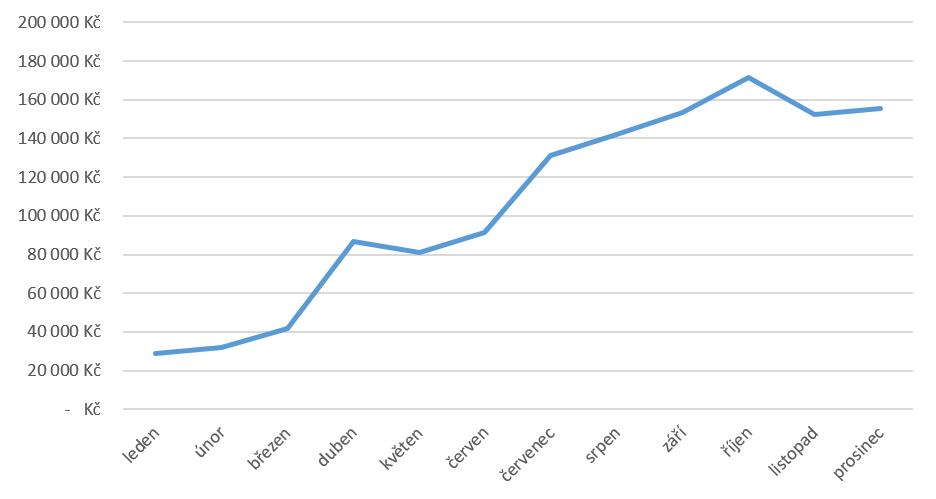 200 000 Kč
180 000 Kč
160 000 Kč
140 000 Kč
120 000 Kč
100 000 Kč
80 000 Kč
60 000 Kč
40 000 Kč
20 000 Kč
- Kč
leden
únor
březen
duben
květen
červen
červenec
srpen
září
říjen
listopad
prosinec